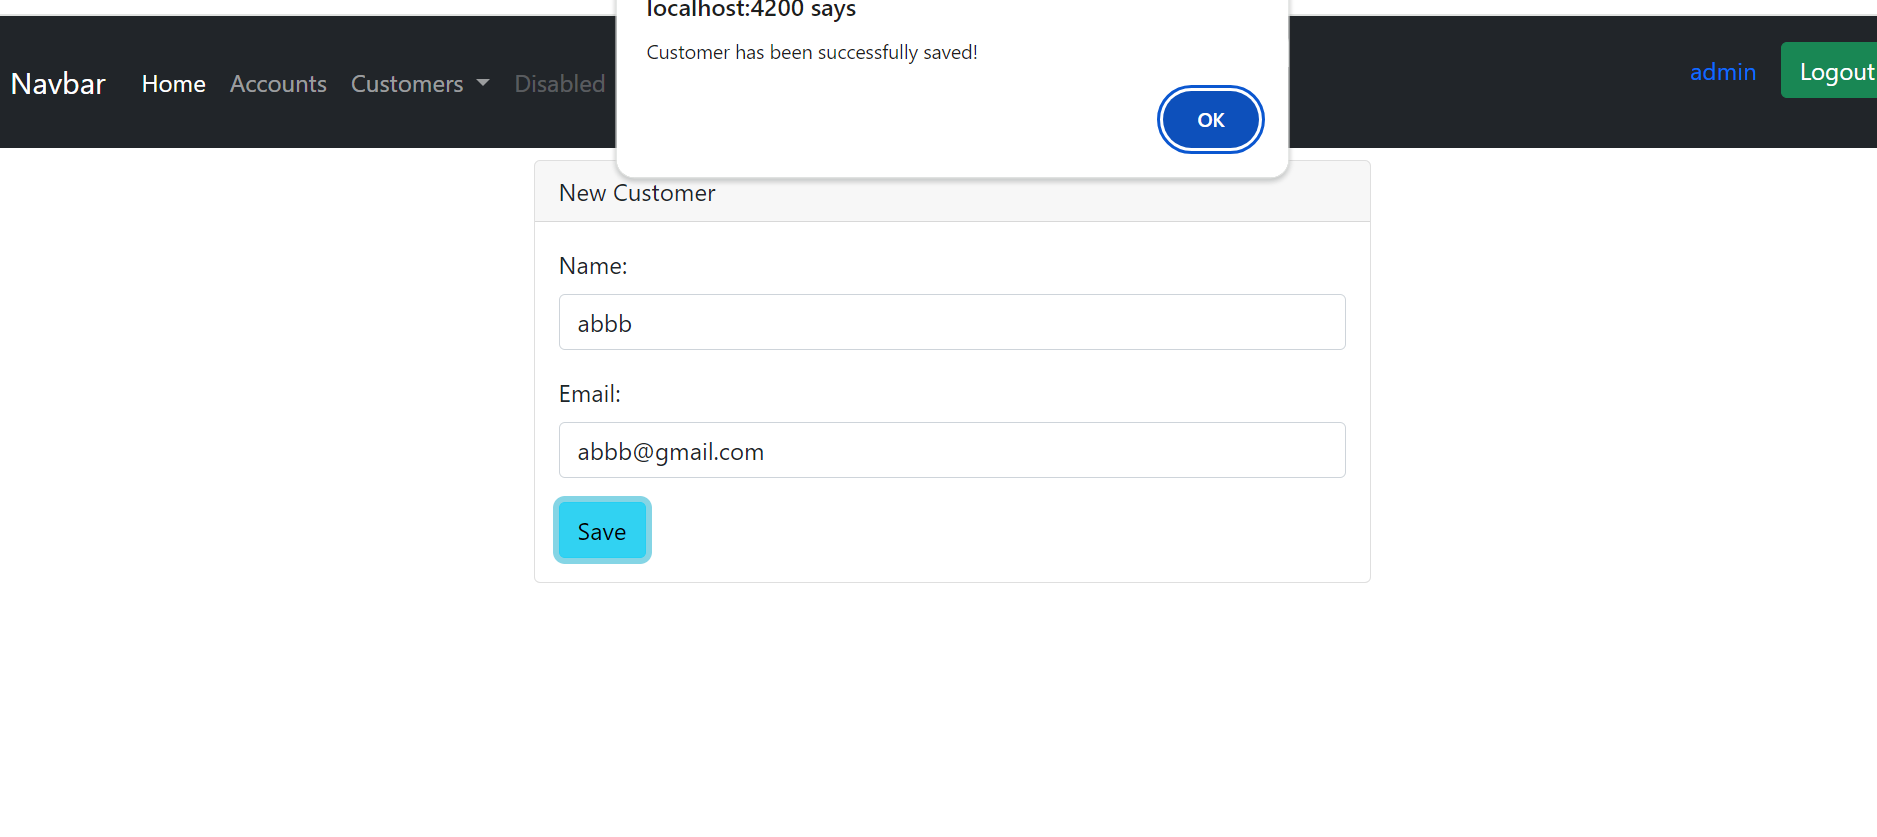 localhost:4200 says
Customer has been successfully saved!
OK
Navbar Home Accounts Customers Disabled admin Logout
New Customer
Name:
abbb
Email:
abbb@gmail.com
Save